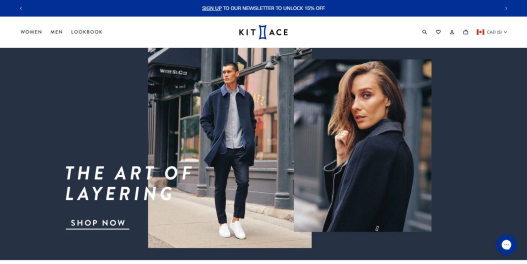 SIGN UP TO OUR NEWSLETTER TO UNLOCK 15% OFF
WOMEN MEN LOOKBOOK
KIT ACE
CAD ($)
THE ART OF
LAYERING
SHOP NOW